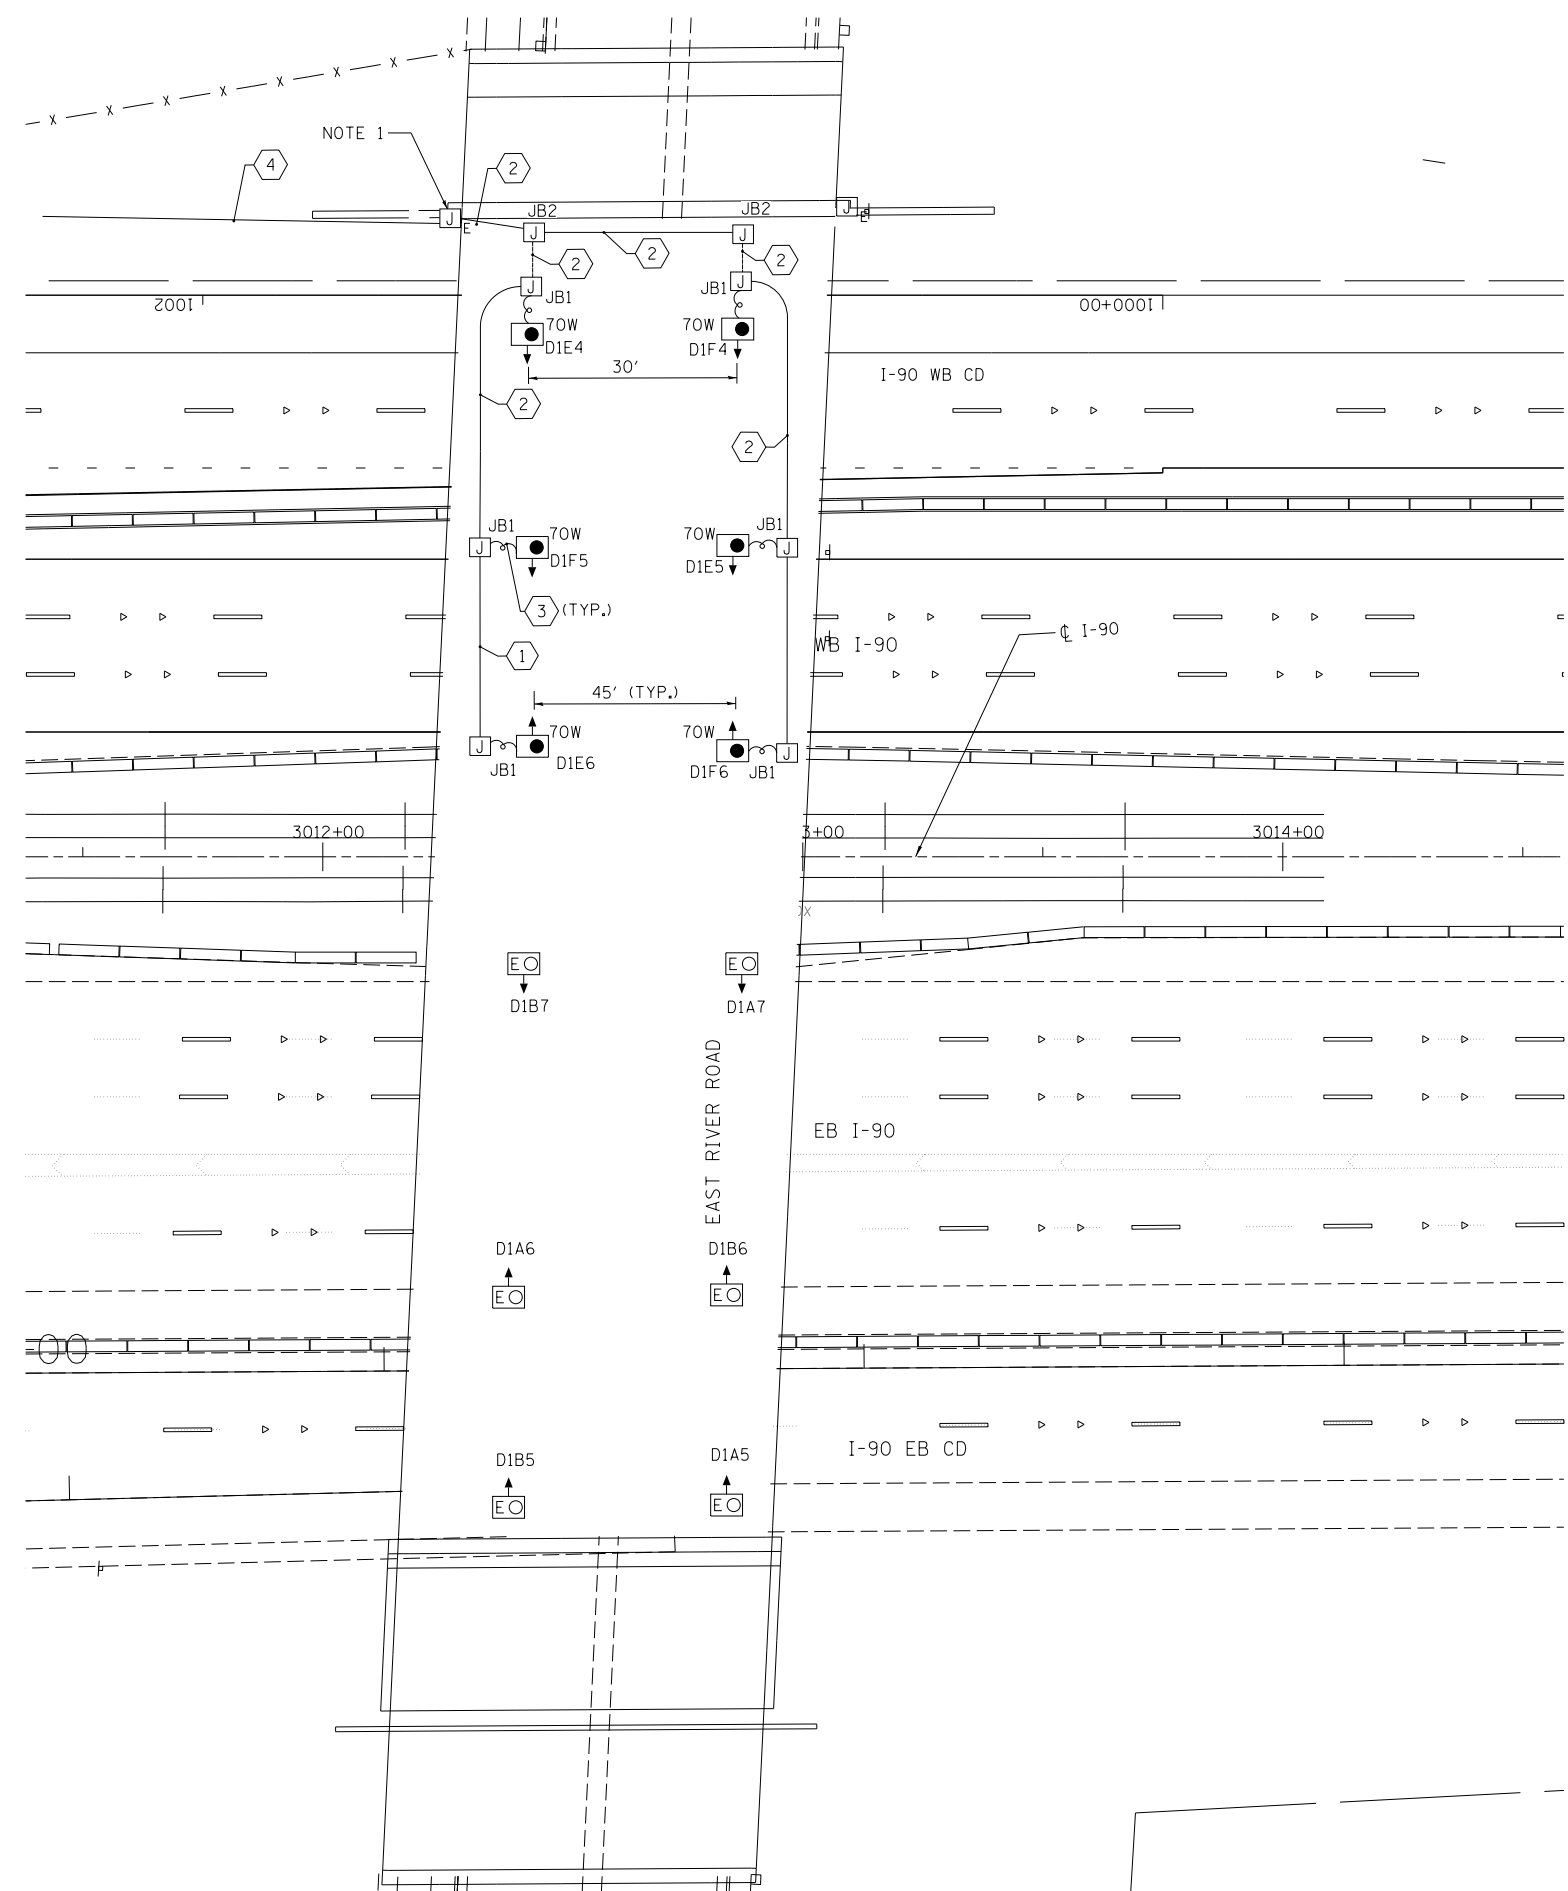 X X X X X X X X
NOTE 1
4
2
J
E
JB2
JB2
J
E
J
J
2
2
2
J
JB1
JB1
J
1002
1000+00
70W
70W
D1E4
D1F4
30'
I-90 WB CD
2
2
JB1
70W
70W
JB1
J
D1F5
D1E5
J
3
(TYP.)
WB I-90
℄ I-90
1
45' (TYP.)
70W
70W
J
JB1
D1E6
D1F6
JB1
J
3012+00
3+00
3014+00
X
E
E
D1B7
D1A7
EAST RIVER ROAD
EB I-90
D1A6
D1B6
E
E
D1B5
D1A5
I-90 EB CD
E
E